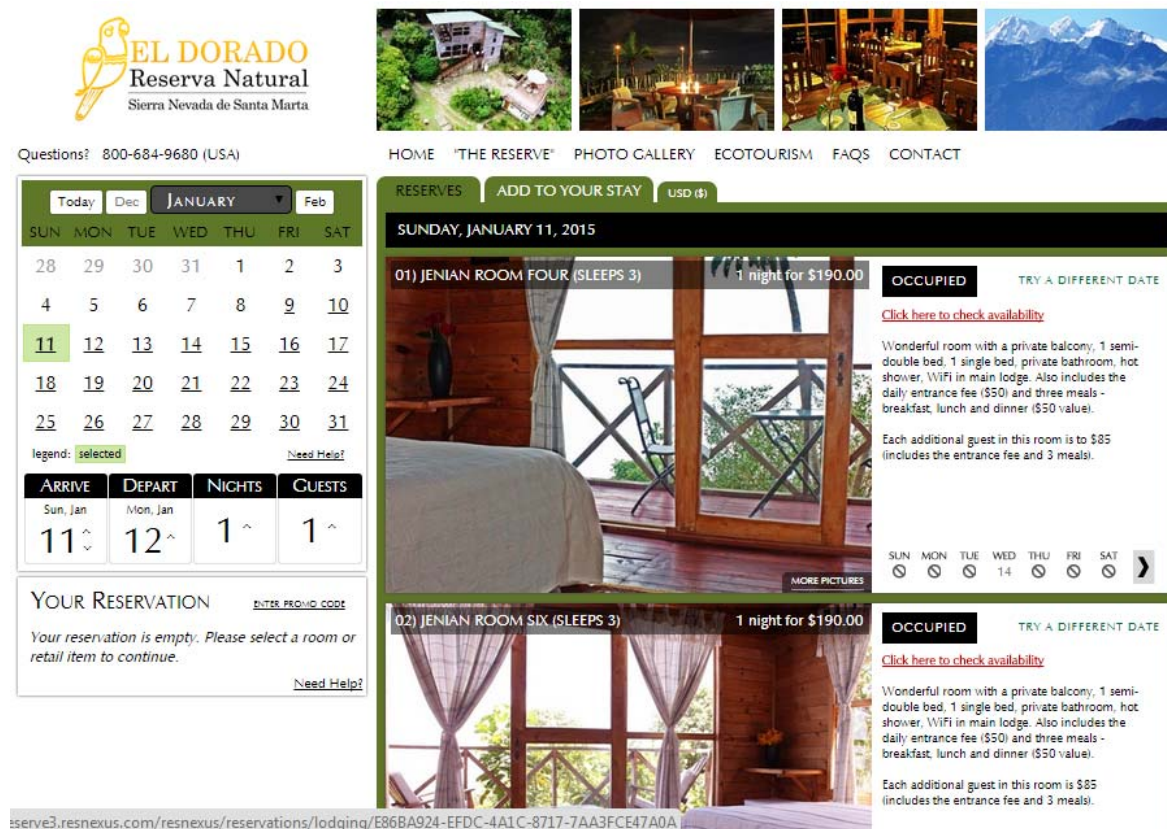 EL DORADO
Reserva Natural
Sierra Nevada de Santa Marta
Questions? 800-684-9680 (USA)
HOME "THE RESERVE" PHOTO GALLERY ECOTOURISM FAQS CONTACT
Today Dec JANUARY Feb
SUN MON TUE WED THU FRI SAT
28 29 30 31 1 2 3
4 5 6 7 8 9 10
11 12 13 14 15 16 17
18 19 20 21 22 23 24
25 26 27 28 29 30 31
legend: selected Need Help?
ARRIVE DEPART NIGHTS GUESTS
Sun, Jan Mon, Jan
11 12 1 1
YOUR RESERVATION ENTER PROMO CODE
Your reservation is empty. Please select a room or
retail item to continue.
Need Help?
RESERVES ADD TO YOUR STAY USD ($)
SUNDAY, JANUARY 11, 2015
01) JENIAN ROOM FOUR (SLEEPS 3) 1 night for $190.00
MORE PICTURES
OCCUPIED TRY A DIFFERENT DATE
Click here to check availability
Wonderful room with a private balcony, 1 semi-
double bed, 1 single bed, private bathroom, hot
shower, WiFi in main lodge. Also includes the
daily entrance fee ($50) and three meals -
breakfast, lunch and dinner ($50 value).
Each additional guest in this room is to $85
(includes the entrance fee and 3 meals).
SUN MON TUE WED THU FRI SAT
14
02) JENIAN ROOM SIX (SLEEPS 3) 1 night for $190.00
OCCUPIED TRY A DIFFERENT DATE
Click here to check availability
Wonderful room with a private balcony, 1 semi-
double bed, 1 single bed, private bathroom, hot
shower, WiFi in main lodge. Also includes the
daily entrance fee ($50) and three meals -
breakfast, lunch and dinner ($50 value).
Each additional guest in this room is $85
(includes the entrance fee and 3 meals).
eserve3.resnexus.com/resnexus/reservations/lodging/E86BA924-EFDC-4A1C-8717-7AA3FCE47A0A